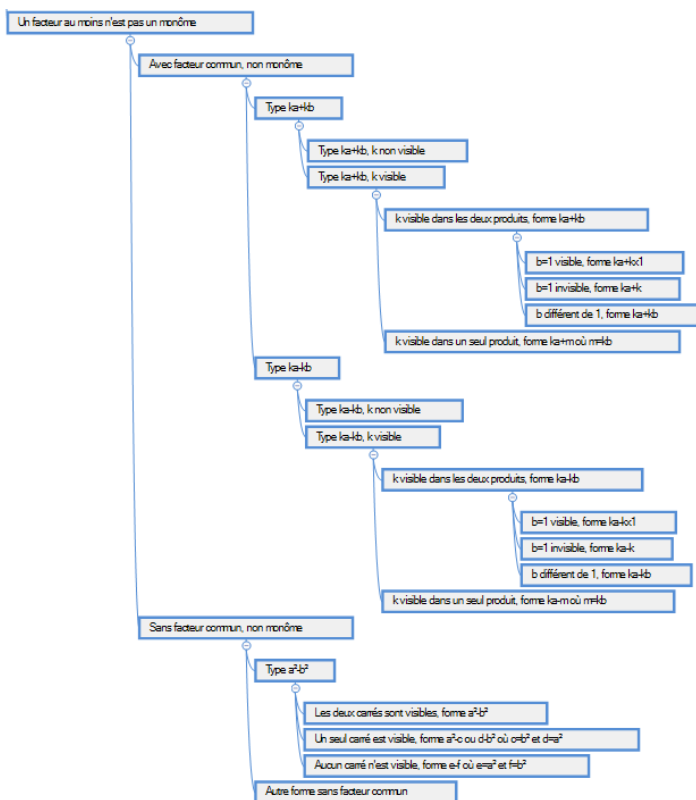 Un facteur au moins n'est pas un monôme
Avec facteur commun, non monôme
Type ka+kb
Type ka+kb, k non visible
Type ka+kb, k visible
k visible dans les deux produits, forme ka+kb
b=1 visible, forme ka+kx1
b=1 invisible, forme ka+k
b différent de 1, forme ka+kb
k visible dans un seul produit, forme ka+m où m=kb
Type ka-kb
Type ka-kb, k non visible
Type ka-kb, k visible
k visible dans les deux produits, forme ka-kb
b=1 visible, forme ka-kx1
b=1 invisible, forme ka-k
b différent de 1, forme ka-kb
k visible dans un seul produit, forme ka-m où m=kb
Sans facteur commun, non monôme
Type a²-b²
Les deux carrés sont visibles, forme a²-b²
Un seul carré est visible, forme a²-c ou d-b² où c=b² et d=a²
Aucun carré n'est visible, forme e-f où e=a² et f=b²
Autre forme sans facteur commun